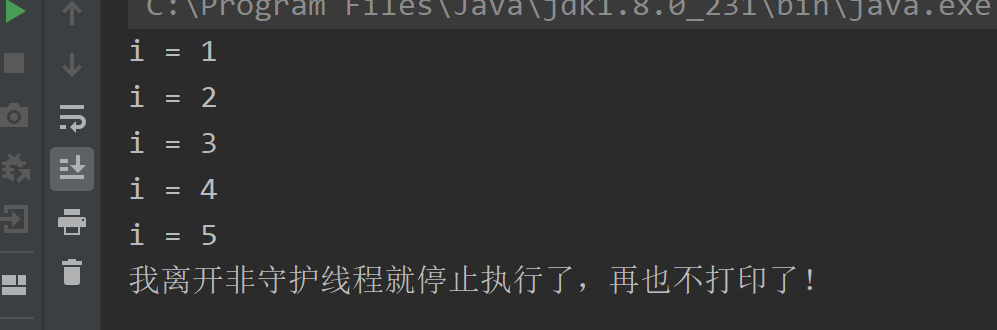 C:\Program Files\Java\jdk1.8.0_231\bin\java.exe
i = 1
i = 2
i = 3
i = 4
i = 5
我离开非守护线程就停止执行了，再也不打印了！